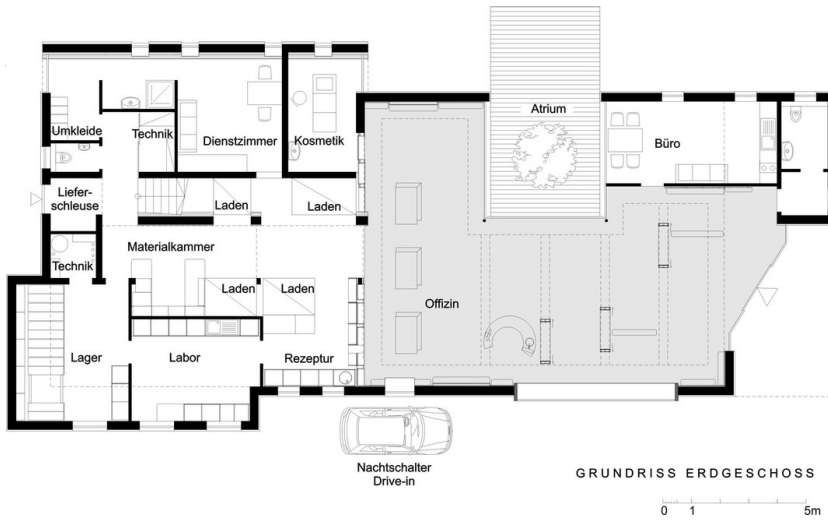 Atrium
Umkleide
Technik
Dienstzimmer
Kosmetik
Büro
Liefer-
schleuse
Laden
Laden
Materialkammer
Technik
Laden
Laden
Offizin
Lager
Labor
Rezeptur
Nachtschalter
Drive-in
GRUNDRISS ERDGESCHOSS
0 1 5m